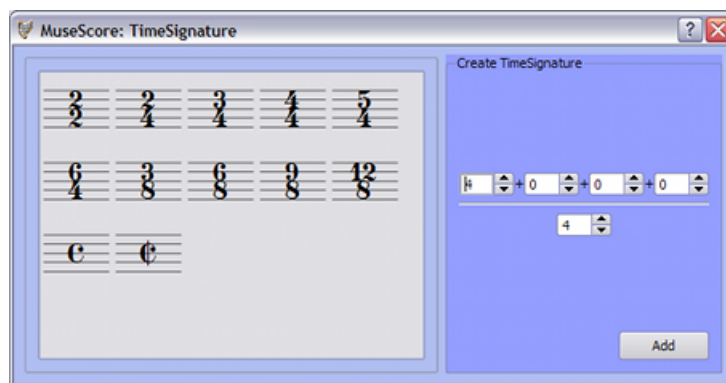 MuseScore: TimeSignature
Create TimeSignature
2 2 3 4 5
2 4 4 4 4
6 3 6 9 12
4 8 8 8 8
4 + 0 + 0 + 0
4
Add